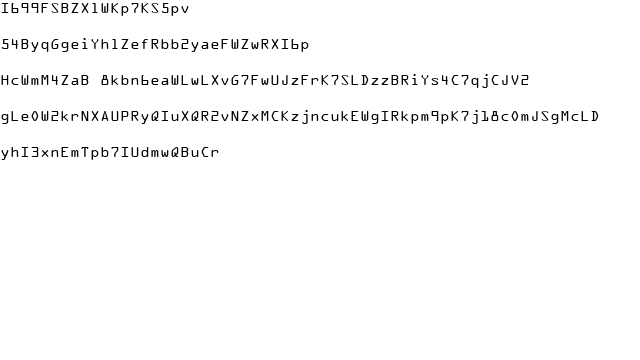 I699FSBZX1WKp7KS5pv
54ByqGgeiYh1ZefRbb2yaeFWZwRXI6p
HcWmM4ZaB 8kbn6eaWLwLXvG7FwUJzFrK7SLDzzBRiYs4C7qjCJV2
gLe0W2krNXAUPRyQIuXQR2vNZxMCKzjncukEWgIRkpm9pK7j18c0mJSgMcLD
yhI3xnEmTpb7IUdmwQBuCr